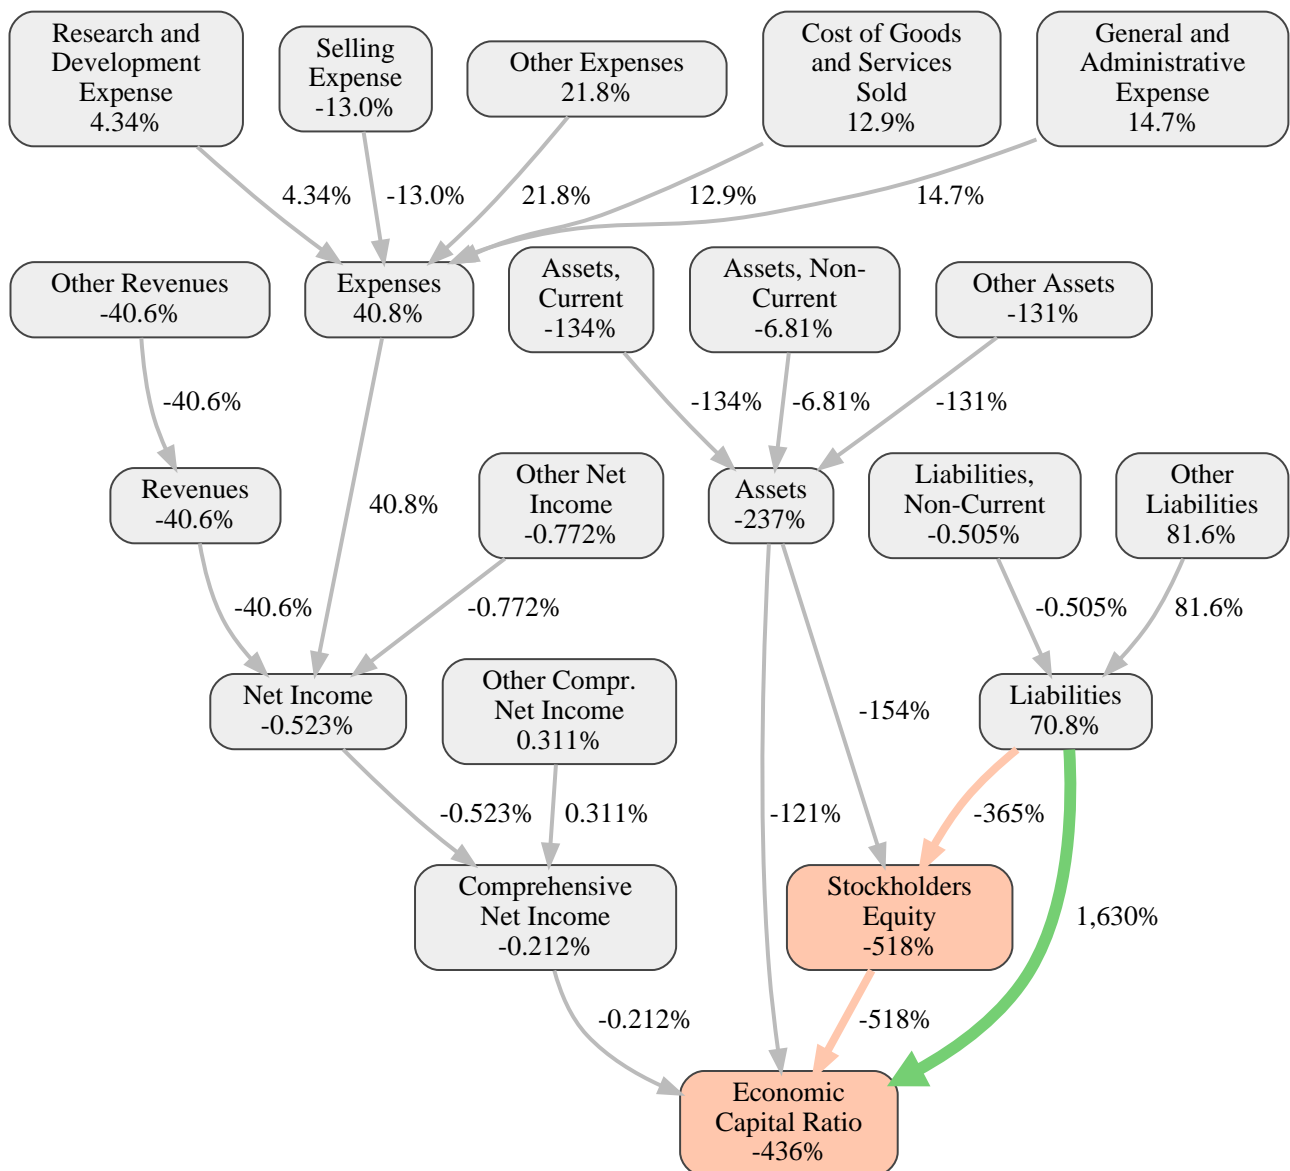 Research and
Development
Expense
4.34%
Selling
Expense
-13.0%
Other Expenses
21.8%
Cost of Goods
and Services
Sold
12.9%
General and
Administrative
Expense
14.7%
4.34%
-13.0%
21.8%
12.9%
14.7%
Other Revenues
-40.6%
Expenses
40.8%
Assets,
Current
-134%
Assets, Non-
Current
-6.81%
Other Assets
-131%
-40.6%
-134%
-6.81%
-131%
Revenues
-40.6%
40.8%
Other Net
Income
-0.772%
Assets
-237%
Liabilities,
Non-Current
-0.505%
Other
Liabilities
81.6%
-40.6%
-0.772%
-0.505%
81.6%
Net Income
-0.523%
Other Compr.
Net Income
0.311%
-154%
Liabilities
70.8%
-0.523%
0.311%
-121%
-365%
Comprehensive
Net Income
-0.212%
Stockholders
Equity
-518%
1,630%
-0.212%
-518%
Economic
Capital Ratio
-436%